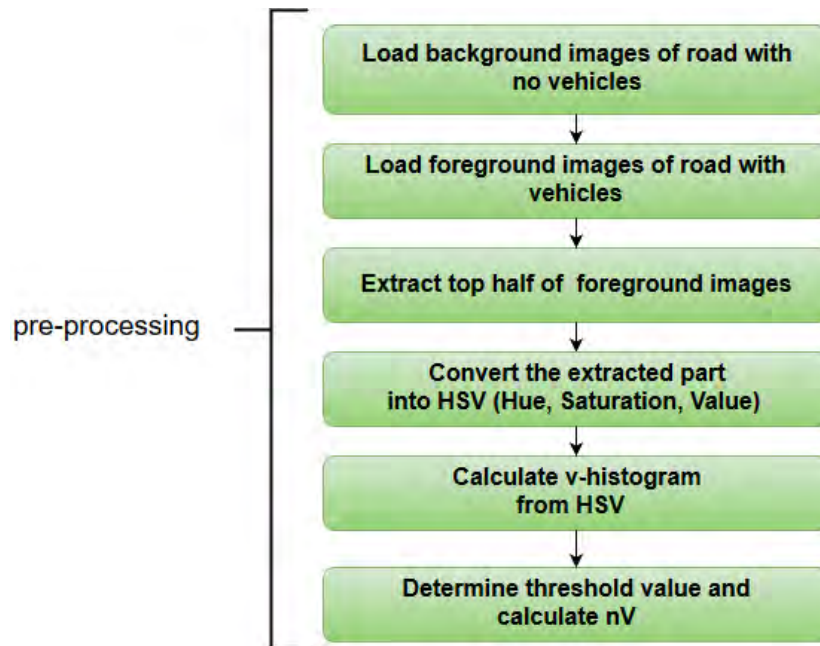 Load background images of road with
no vehicles
Load foreground images of road with
vehicles
Extract top half of foreground images
pre-processing
Convert the extracted part
into HSV (Hue, Saturation, Value)
Calculate v-histogram
from HSV
Determine threshold value and
calculate nV